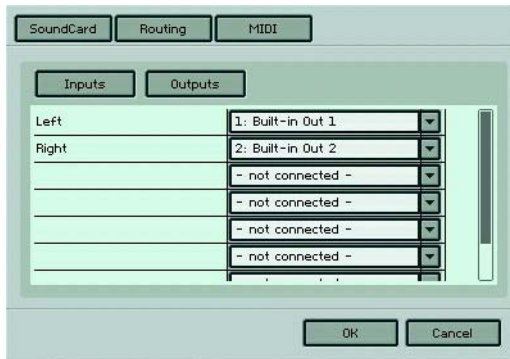 SoundCard Routing MIDI
Inputs Outputs
Left 1: Built-in Out 1
Right 2: Built-in Out 2
- not connected -
- not connected -
- not connected -
- not connected -
OK Cancel